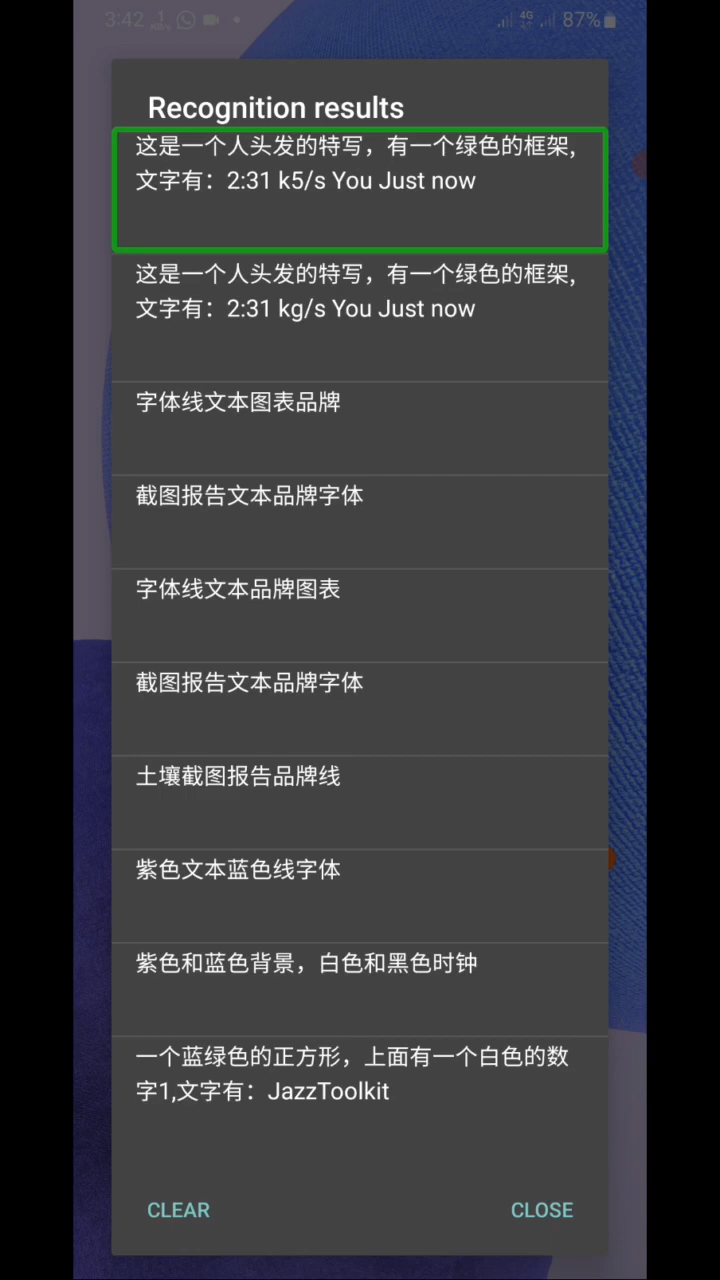 3:42
4G
87%
Recognition results
这是一个人头发的特写，有一个绿色的框架,
文字有：2:31 k5/s You Just now
这是一个人头发的特写，有一个绿色的框架,
文字有：2:31 kg/s You Just now
字体线文本图表品牌
截图报告文本品牌字体
字体线文本品牌图表
截图报告文本品牌字体
土壤截图报告品牌线
紫色文本蓝色线字体
紫色和蓝色背景，白色和黑色时钟
一个蓝绿色的正方形，上面有一个白色的数
字1,文字有：JazzToolkit
CLEAR
CLOSE